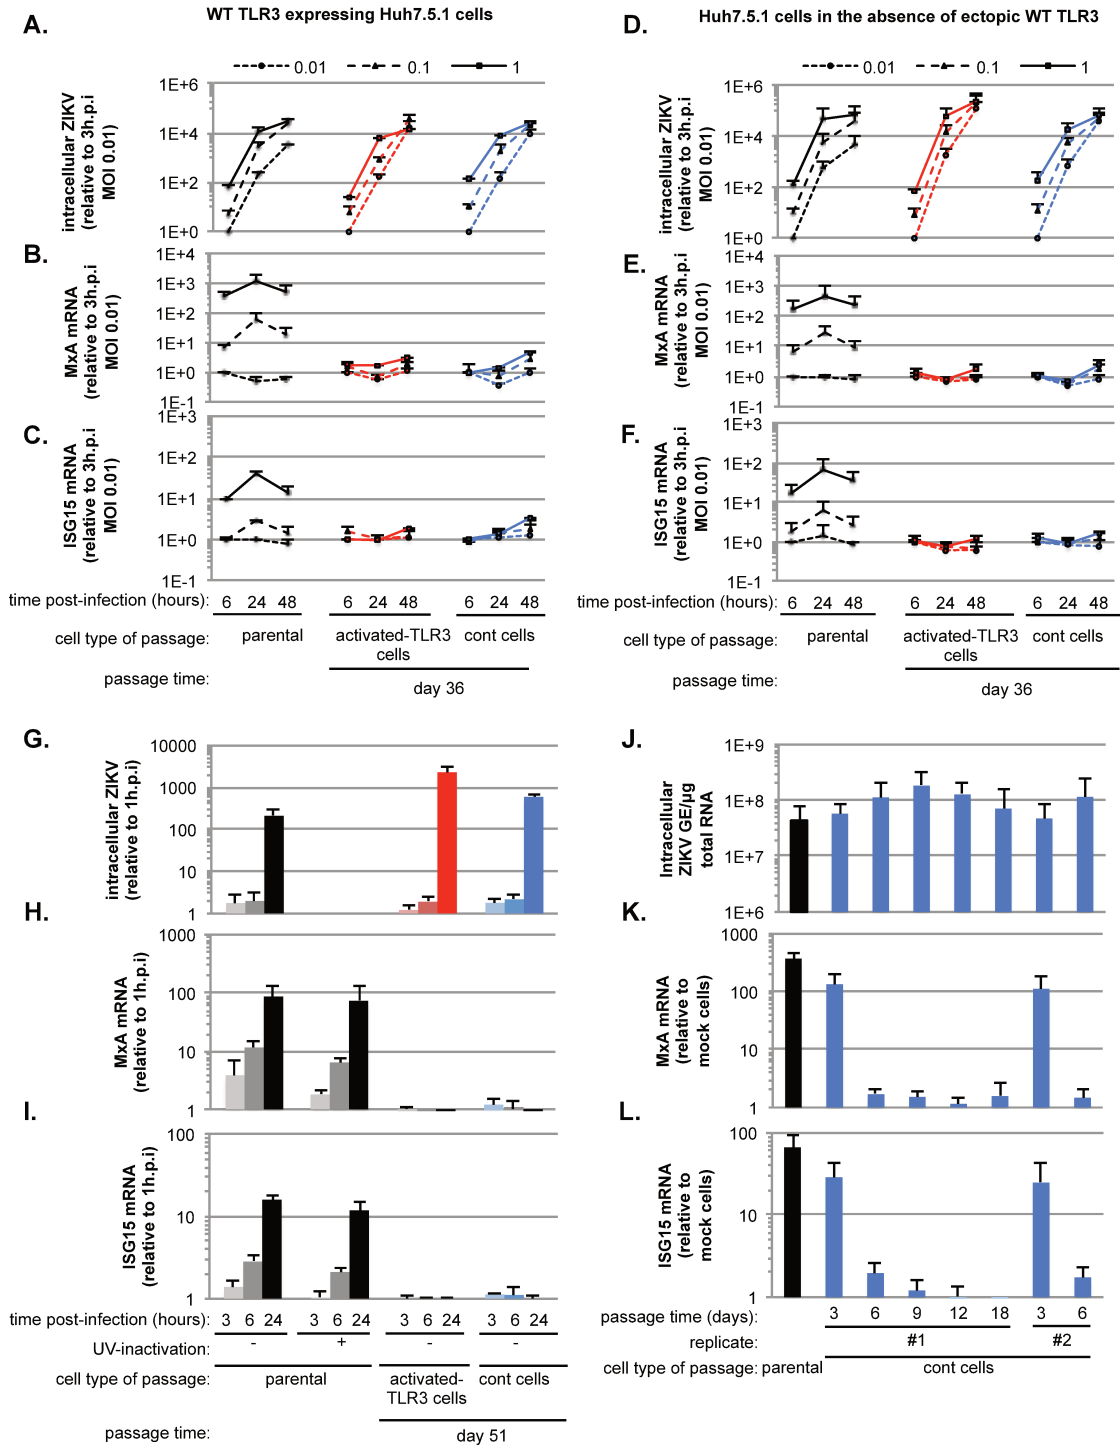 A.
WT TLR3 expressing Huh7.5.1 cells
0.01 0.1 1
intracellular ZIKV
(relative to 3h.p.i
MOI 0.01)
1E+6
1E+4
1E+2
1E+0
B.
MxA mRNA
(relative to 3h.p.i
MOI 0.01)
1E+4
1E+3
1E+2
1E+1
1E+0
1E-1
C.
ISG15 mRNA
(relative to 3h.p.i
MOI 0.01)
1E+3
1E+2
1E+1
1E+0
1E-1
time post-infection (hours): 6 24 48 6 24 48 6 24 48
cell type of passage: parental activated-TLR3 cells cont cells
passage time: day 36
D.
Huh7.5.1 cells in the absence of ectopic WT TLR3
0.01 0.1 1
intracellular ZIKV
(relative to 3h.p.i
MOI 0.01)
1E+6
1E+4
1E+2
1E+0
E.
MxA mRNA
(relative to 3h.p.i
MOI 0.01)
1E+4
1E+3
1E+2
1E+1
1E+0
1E-1
F.
ISG15 mRNA
(relative to 3h.p.i
MOI 0.01)
1E+3
1E+2
1E+1
1E+0
1E-1
time post-infection (hours): 6 24 48 6 24 48 6 24 48
cell type of passage: parental activated-TLR3 cells cont cells
passage time: day 36
G.
intracellular ZIKV
(relative to 1h.p.i)
10000
1000
100
10
1
H.
MxA mRNA
(relative to 1h.p.i)
1000
100
10
1
I.
ISG15 mRNA
(relative to 1h.p.i)
100
10
1
time post-infection (hours): 3 6 24 3 6 24 3 6 24 3 6 24
UV-inactivation: - + - -
cell type of passage: parental activated-TLR3 cells cont cells
passage time: day 51
J.
Intracellular
ZIKV GE/µg
total RNA
1E+9
1E+8
1E+7
1E+6
K.
MxA mRNA
(relative to
mock cells)
1000
100
10
1
L.
ISG15 mRNA
(relative to
mock cells)
100
10
1
passage time (days): 3 6 9 12 18 3 6
replicate: #1 #2
cell type of passage: parental cont cells